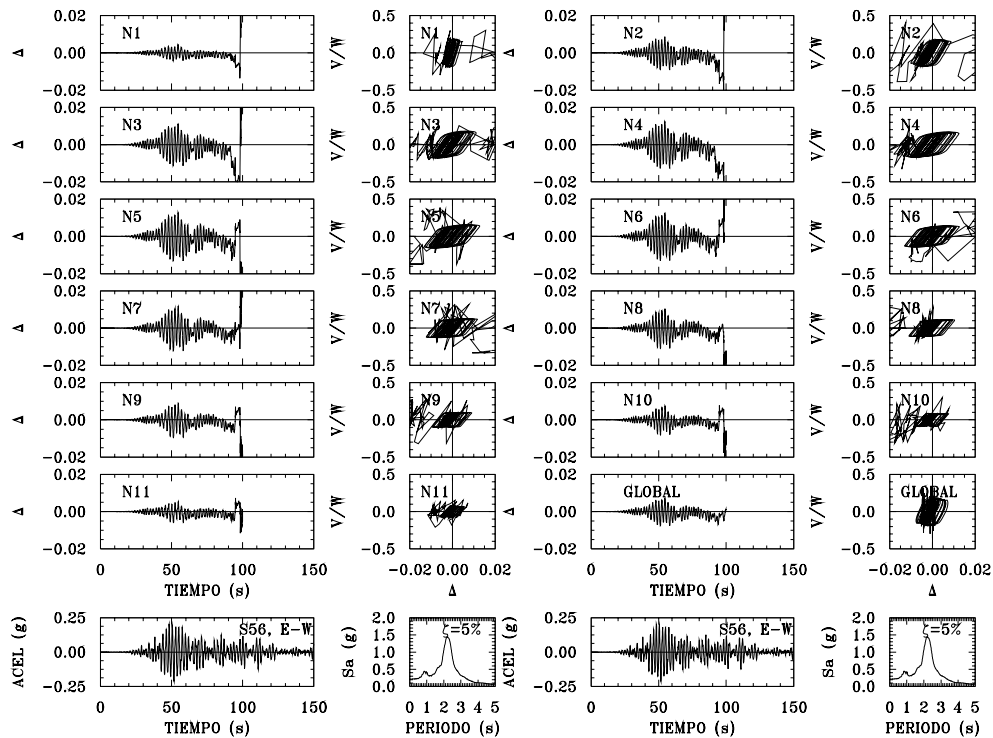 0.02 0.5 0.02 0.5
Δ 0.00 N1 V/W 0.0 N1 Δ 0.00 N2 V/W 0.0 N2
−0.02 −0.5 −0.02 −0.5
0.02 0.5 0.02 0.5
Δ 0.00 N3 V/W 0.0 N3 Δ 0.00 N4 V/W 0.0 N4
−0.02 −0.5 −0.02 −0.5
0.02 0.5 0.02 0.5
Δ 0.00 N5 V/W 0.0 N5 Δ 0.00 N6 V/W 0.0 N6
−0.02 −0.5 −0.02 −0.5
0.02 0.5 0.02 0.5
Δ 0.00 N7 V/W 0.0 N7 Δ 0.00 N8 V/W 0.0 N8
−0.02 −0.5 −0.02 −0.5
0.02 0.5 0.02 0.5
Δ 0.00 N9 V/W 0.0 N9 Δ 0.00 N10 V/W 0.0 N10
−0.02 −0.5 −0.02 −0.5
0.02 0.5 0.02 0.5
Δ 0.00 N11 V/W 0.0 N11 Δ 0.00 GLOBAL V/W 0.0 GLOBAL
−0.02 −0.5 −0.02 −0.5
0 50 100 150 −0.02 0.00 0.02 0 50 100 150 −0.02 0.00 0.02
TIEMPO (s) Δ TIEMPO (s) Δ
0.25 S56, E−W 2.0 ζ=5% 0.25 S56, E−W 2.0 ζ=5%
1.5 1.5
ACEL (g) 0.00 Sa (g) 1.0 ACEL (g) 0.00 Sa (g) 1.0
0.5 0.5
−0.25 0.0 −0.25 0.0
0 50 100 150 0 1 2 3 4 5 0 50 100 150 0 1 2 3 4 5
TIEMPO (s) PERIODO (s) TIEMPO (s) PERIODO (s)